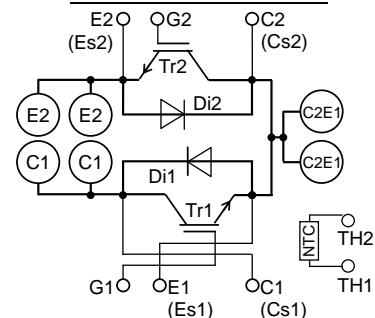 E2 G2 C2
(Es2) (Cs2)
Tr2
E2 E2 Di2 C2E1
C1 C1 C2E1
Di1
Tr1
NTC
TH2
TH1
G1 E1 C1
(Es1) (Cs1)